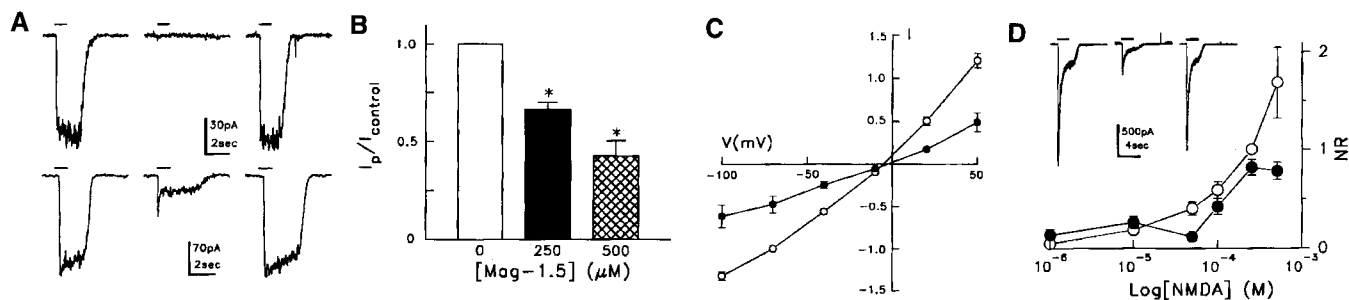 A
30pA
2sec
70pA
2sec
B
Ip/Icontrol
1.0
0.5
0
*
*
0
250
500
[Mag-1.5] (μM)
C
V(mV)
-100
-50
50
1.5
1.0
0.5
-0.5
-1.0
-1.5
D
500pA
4sec
2
1
0
NR
10⁻⁶
10⁻⁵
10⁻⁴
10⁻³
Log[NMDA] (M)